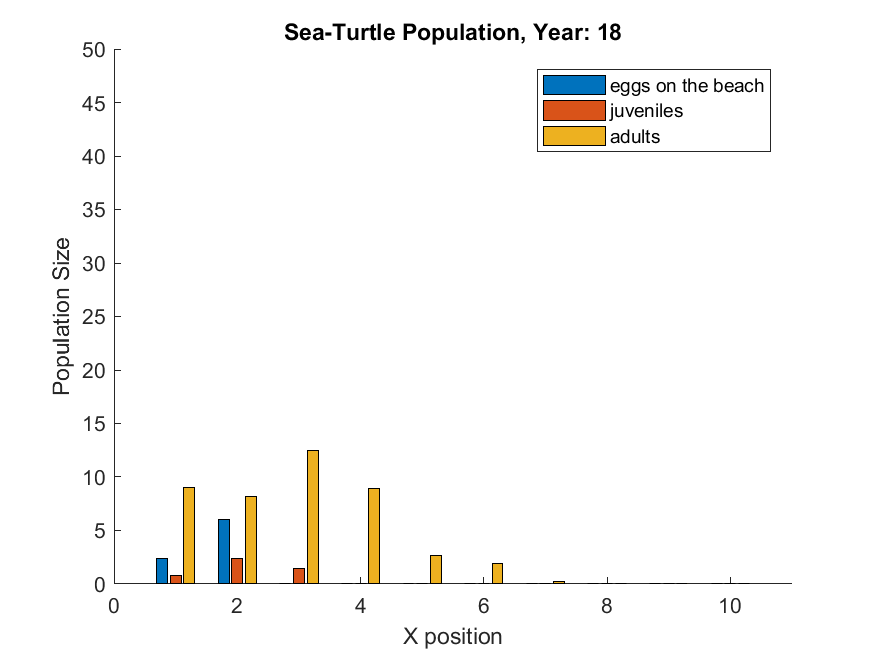 Sea-Turtle Population, Year: 18
eggs on the beach
juveniles
adults
Population Size
50
45
40
35
30
25
20
15
10
5
0
0 2 4 6 8 10
X position